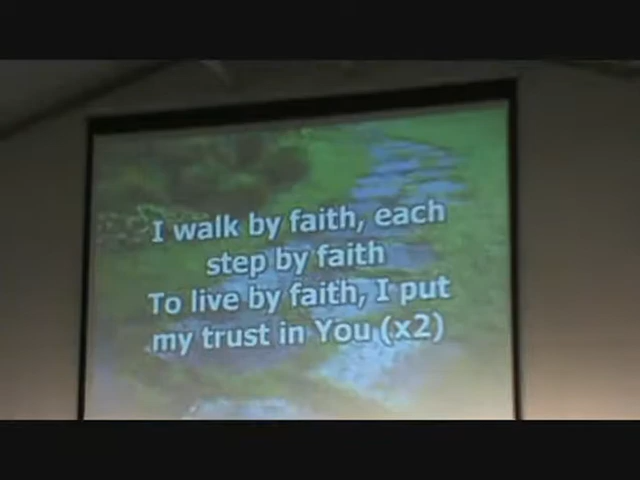 I walk by faith, each
step by faith
To live by faith, I put
my trust in You (x2)